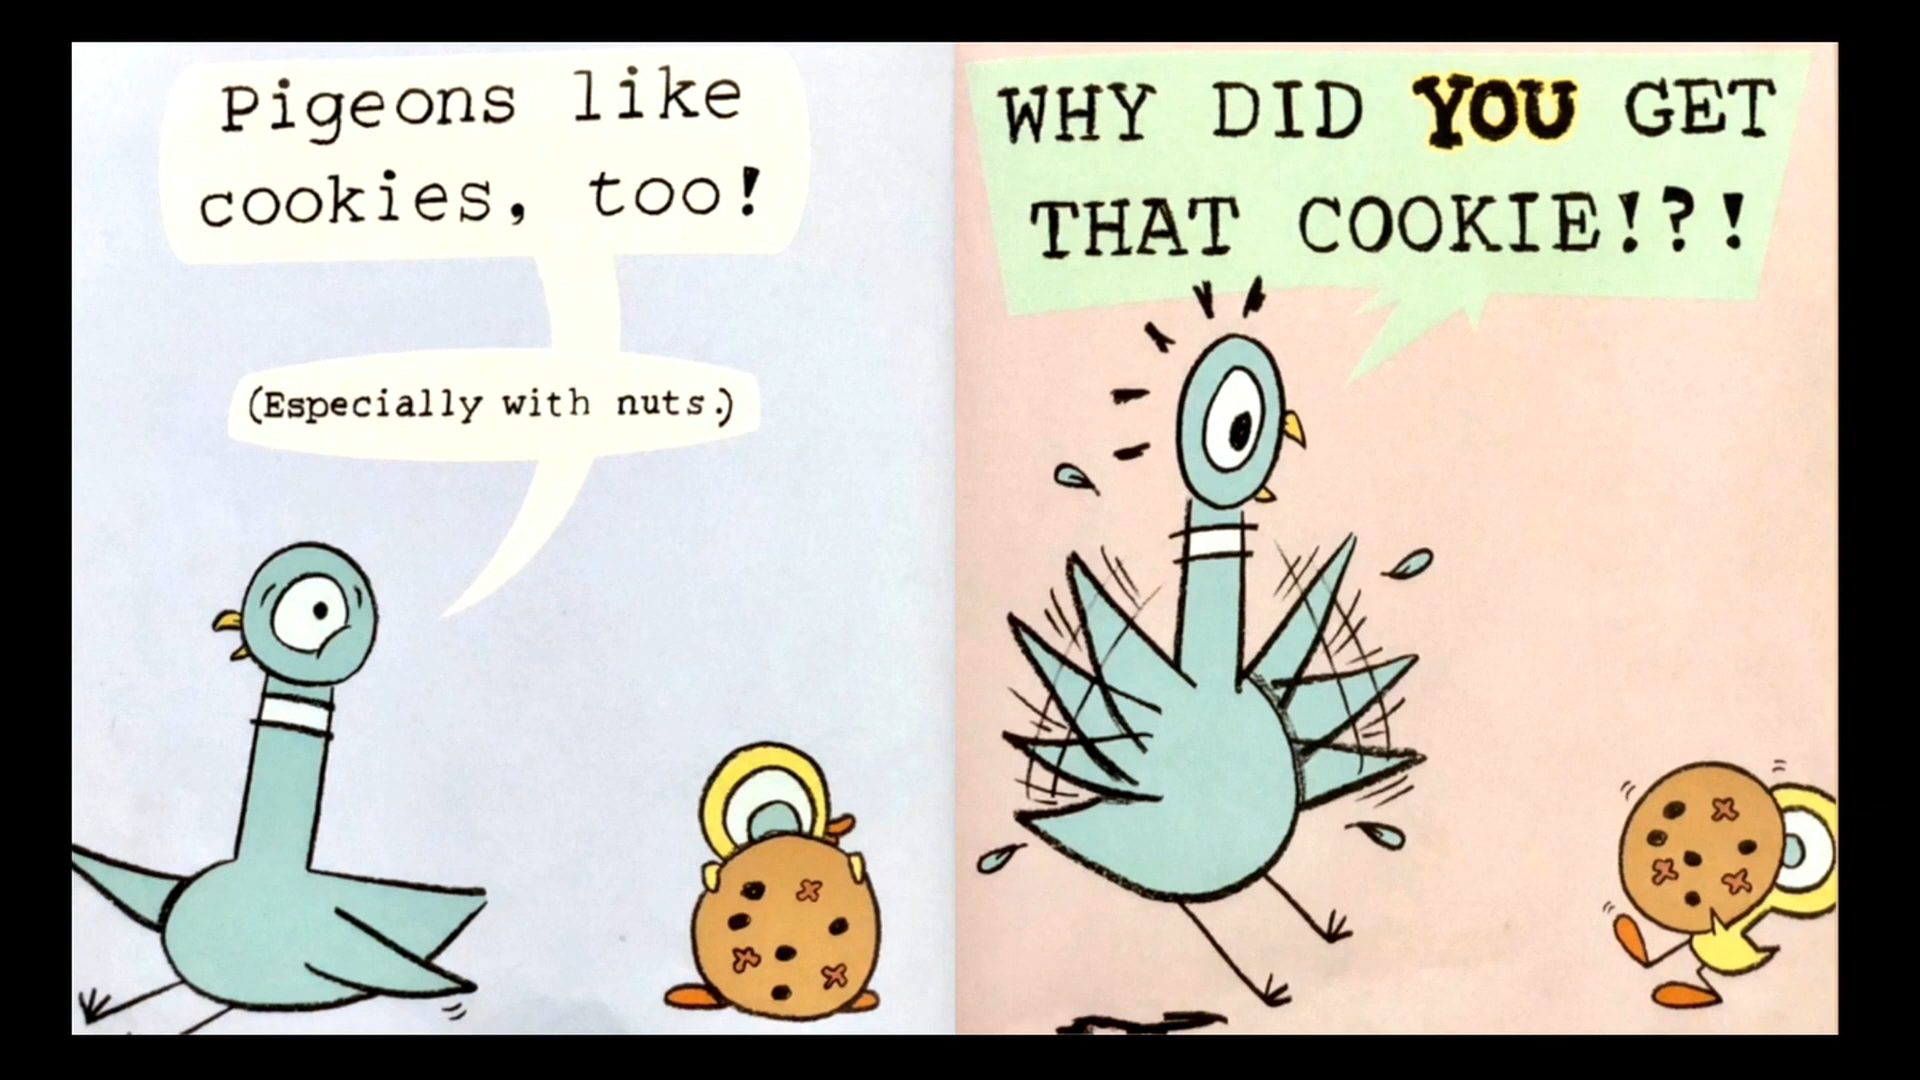 Pigeons like
cookies, too!
(Especially with nuts.)
WHY DID YOU GET
THAT COOKIE!?!